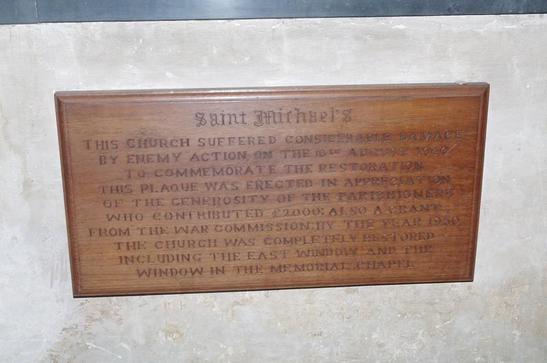 Saint Michael's
THIS CHURCH SUFFERED CONSIDERABLE DAMAGE
BY ENEMY ACTION, ON THE 16TH AUGUST 1940
TO COMMEMORATE THE RESTORATION
THIS PLAQUE WAS ERECTED IN APPRECIATION
OF THE GENEROSITY OF THE PARISHIONERS
WHO CONTRIBUTED £2000, ALSO A GRANT
FROM THE WAR COMMISSION, BY THE YEAR 1950
THE CHURCH WAS COMPLETELY RESTORED
INCLUDING THE EAST WINDOW AND THE
WINDOW IN THE MEMORIAL CHAPEL